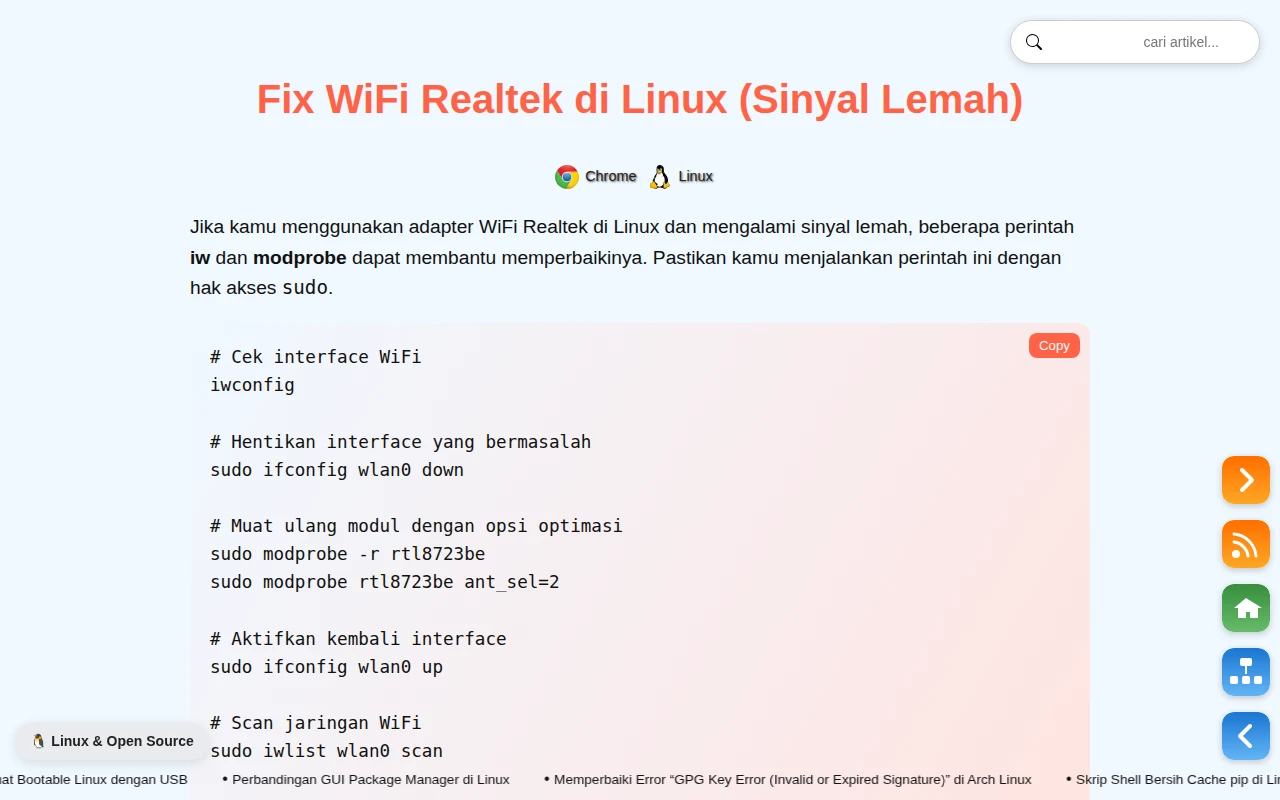 cari artikel...
Fix WiFi Realtek di Linux (Sinyal Lemah)
Chrome Linux
Jika kamu menggunakan adapter WiFi Realtek di Linux dan mengalami sinyal lemah, beberapa perintah
iw dan modprobe dapat membantu memperbaikinya. Pastikan kamu menjalankan perintah ini dengan
hak akses sudo.
Copy
# Cek interface WiFi
iwconfig
# Hentikan interface yang bermasalah
sudo ifconfig wlan0 down
# Muat ulang modul dengan opsi optimasi
sudo modprobe -r rtl8723be
sudo modprobe rtl8723be ant_sel=2
# Aktifkan kembali interface
sudo ifconfig wlan0 up
# Scan jaringan WiFi
sudo iwlist wlan0 scan
Linux & Open Source
Bootable Linux dengan USB • Perbandingan GUI Package Manager di Linux • Memperbaiki Error “GPG Key Error (Invalid or Expired Signature)” di Arch Linux • Skrip Shell Bersih Cache pip di